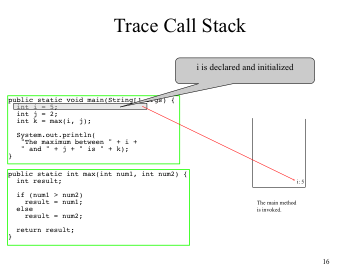 Trace Call Stack
i is declared and initialized
public static void main(String[] args) {
int i = 5;
int j = 2;
int k = max(i, j);
System.out.println(
"The maximum between " + i +
" and " + j + " is " + k);
}
public static int max(int num1, int num2) {
int result;
if (num1 > num2)
result = num1;
else
result = num2;
return result;
}
i: 5
The main method
is invoked.
16